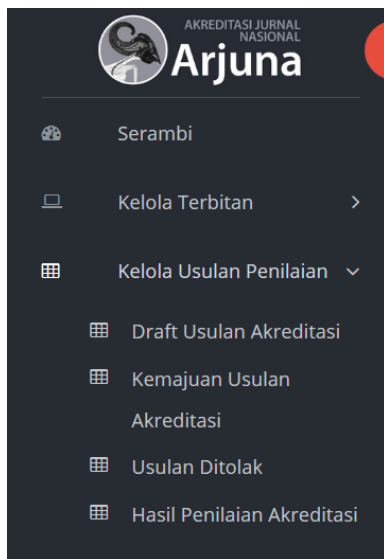 AKREDITASI JURNAL
NASIONAL
Arjuna
Serambi
Kelola Terbitan
Kelola Usulan Penilaian
Draft Usulan Akreditasi
Kemajuan Usulan
Akreditasi
Usulan Ditolak
Hasil Penilaian Akreditasi